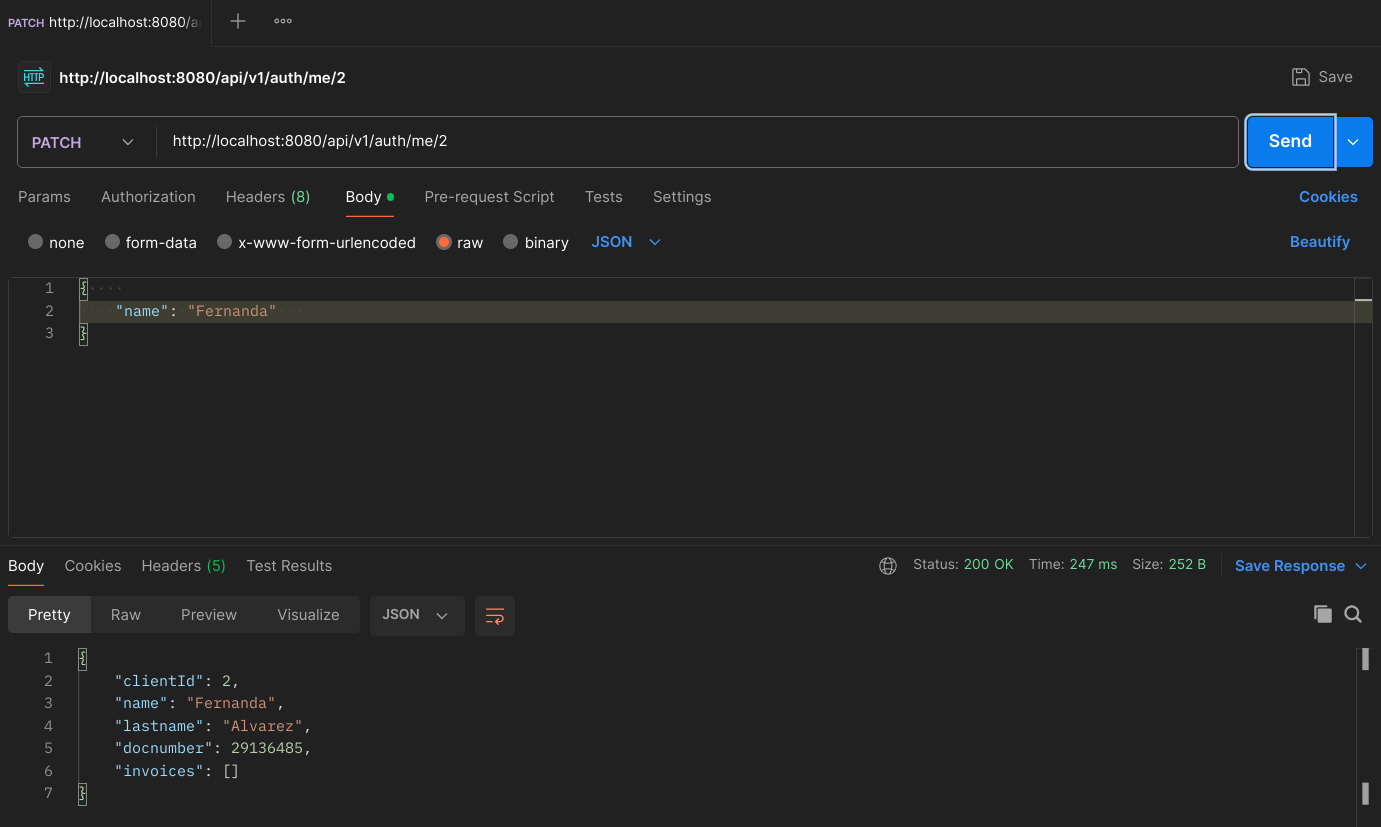 PATCH http://localhost:8080/a
HTTP http://localhost:8080/api/v1/auth/me/2 Save
PATCH http://localhost:8080/api/v1/auth/me/2 Send
Params Authorization Headers (8) Body Pre-request Script Tests Settings Cookies
none form-data x-www-form-urlencoded raw binary JSON Beautify
1 {
2 "name": "Fernanda"
3 }
Body Cookies Headers (5) Test Results Status: 200 OK Time: 247 ms Size: 252 B Save Response
Pretty Raw Preview Visualize JSON
1 {
2 "clientId": 2,
3 "name": "Fernanda",
4 "lastname": "Alvarez",
5 "docnumber": 29136485,
6 "invoices": []
7 }